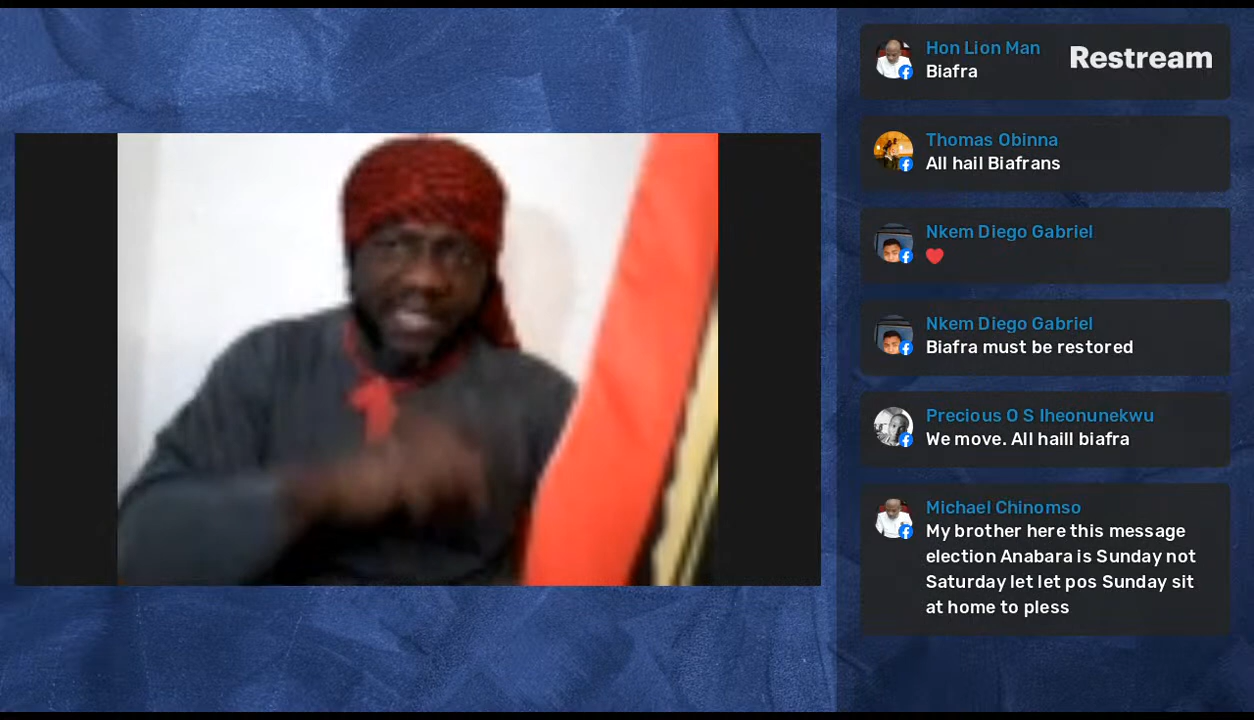 Restream
Hon Lion Man
Biafra
Thomas Obinna
All hail Biafrans
Nkem Diego Gabriel
❤
Nkem Diego Gabriel
Biafra must be restored
Precious O S Iheonunekwu
We move. All haill biafra
Michael Chinomso
My brother here this message
election Anabara is Sunday not
Saturday let let pos Sunday sit
at home to pless